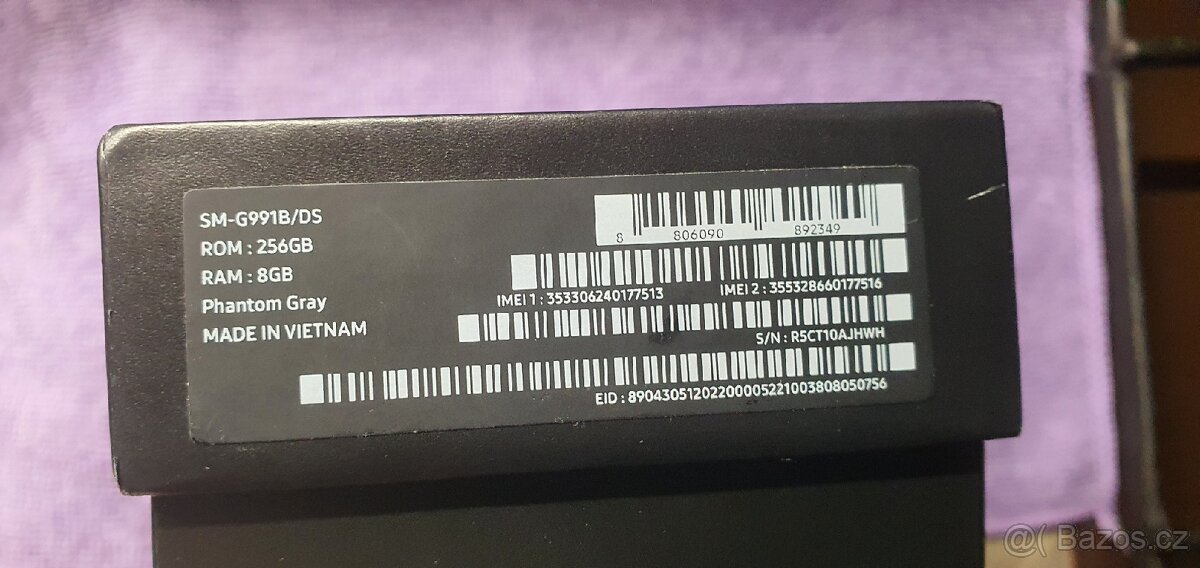 SM-G991B/DS
ROM : 256GB
RAM : 8GB
Phantom Gray
MADE IN VIETNAM
8 806090 892349
IMEI 1 : 353306240177513
IMEI 2 : 355328660177516
S/N : R5CT10AJHWH
EID : 89043051202200005221003808050756
@( Bazos.cz